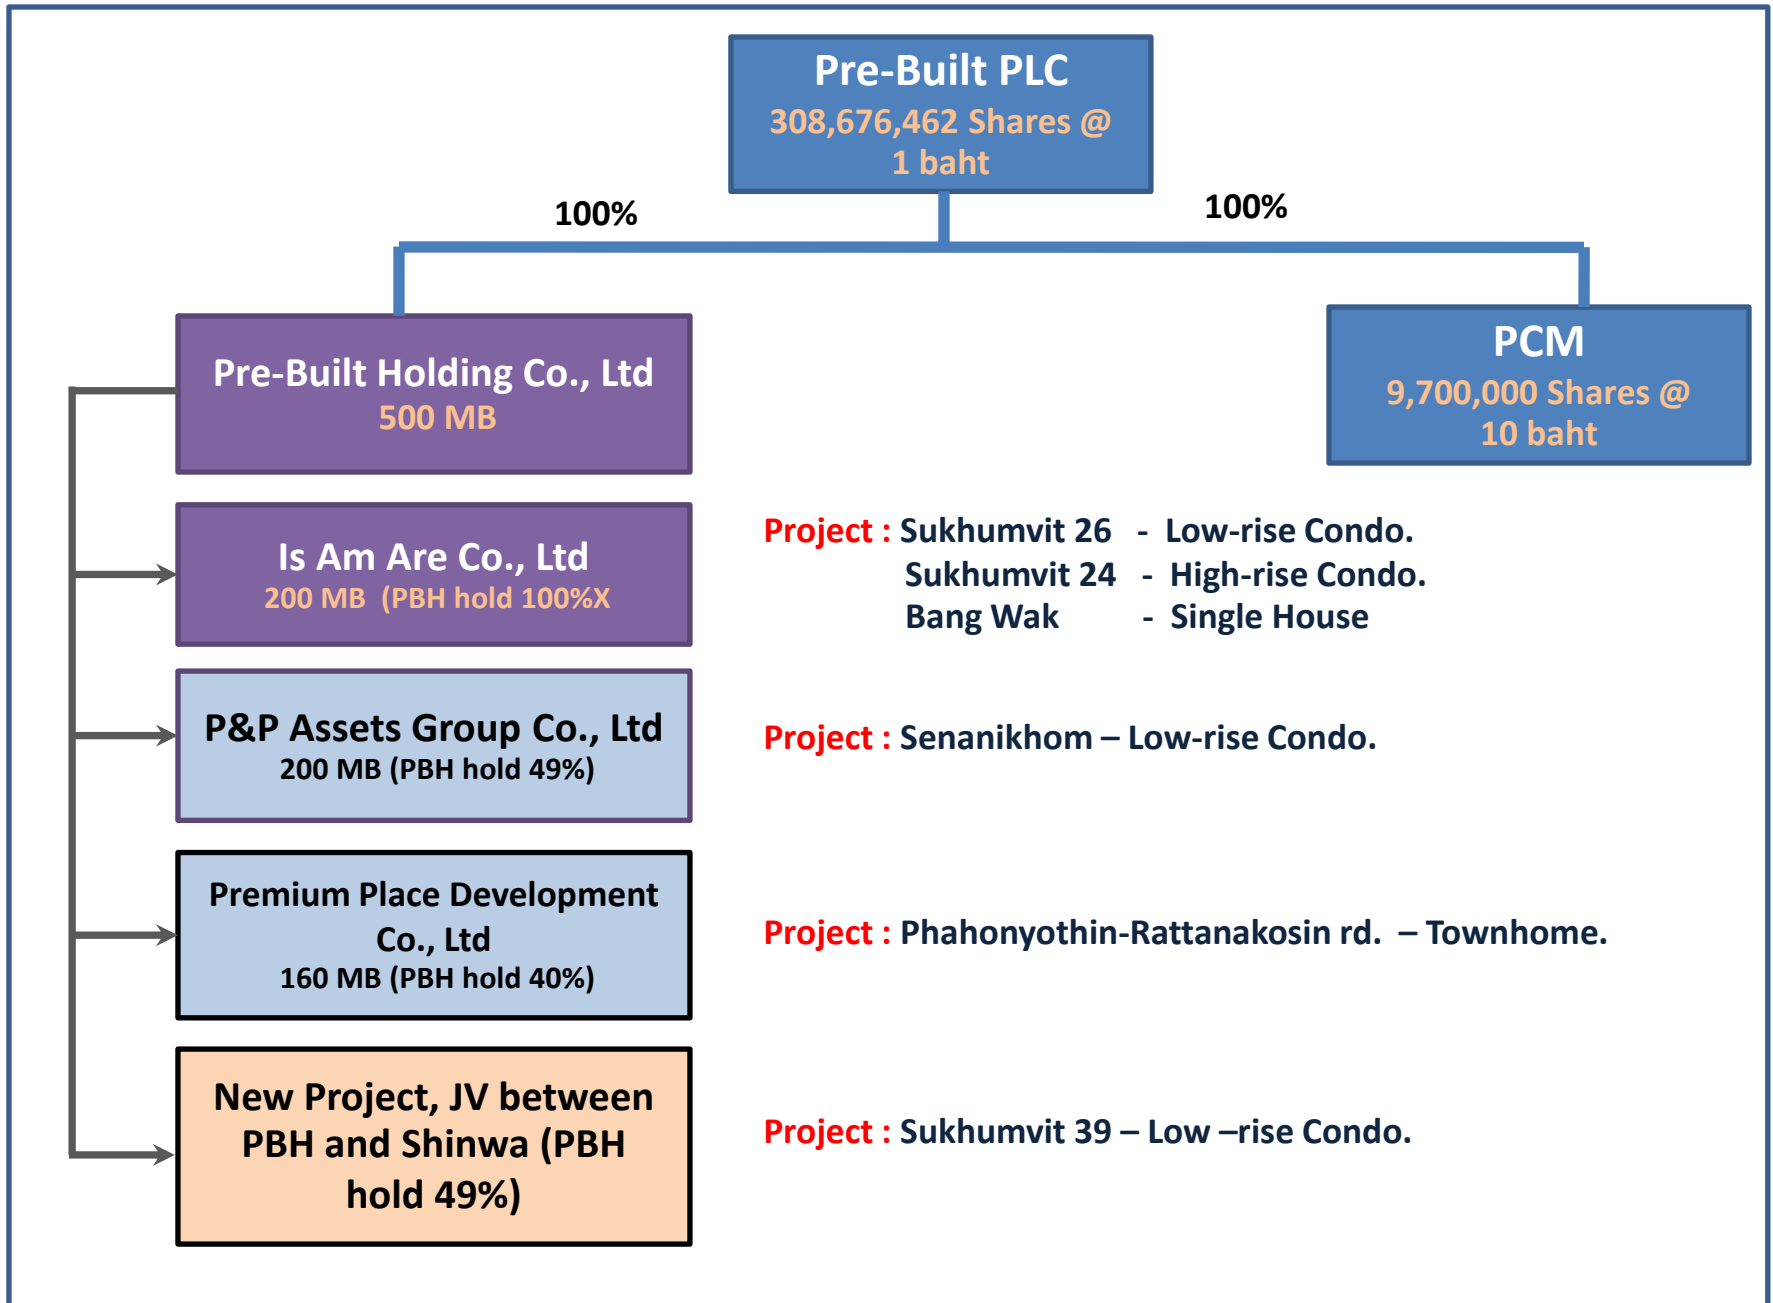 Pre-Built PLC
308,676,462 Shares @
1 baht
100%
100%
Pre-Built Holding Co., Ltd
500 MB
PCM
9,700,000 Shares @
10 baht
Is Am Are Co., Ltd
200 MB (PBH hold 100%X
Project : Sukhumvit 26 - Low-rise Condo.
Sukhumvit 24 - High-rise Condo.
Bang Wak - Single House
P&P Assets Group Co., Ltd
200 MB (PBH hold 49%)
Project : Senanikhom – Low-rise Condo.
Premium Place Development
Co., Ltd
160 MB (PBH hold 40%)
Project : Phahonyothin-Rattanakosin rd. – Townhome.
New Project, JV between
PBH and Shinwa (PBH
hold 49%)
Project : Sukhumvit 39 – Low –rise Condo.